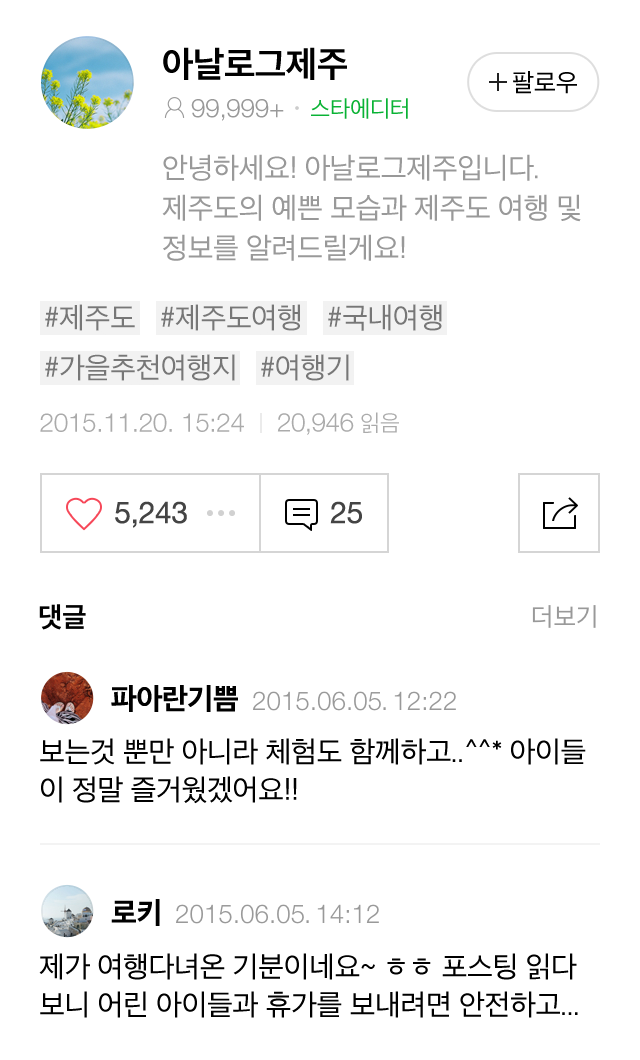 아날로그제주
+ 팔로우
99,999+ · 스타에디터
안녕하세요! 아날로그제주입니다.
제주도의 예쁜 모습과 제주도 여행 및
정보를 알려드릴게요!
#제주도 #제주도여행 #국내여행
#가을추천여행지 #여행기
2015.11.20. 15:24 | 20,946 읽음
5,243 ··· 25
댓글 더보기
파아란기쁨 2015.06.05. 12:22
보는것 뿐만 아니라 체험도 함께하고..^^* 아이들
이 정말 즐거웠겠어요!!
로키 2015.06.05. 14:12
제가 여행다녀온 기분이네요~ ㅎㅎ 포스팅 읽다
보니 어린 아이들과 휴가를 보내려면 안전하고...